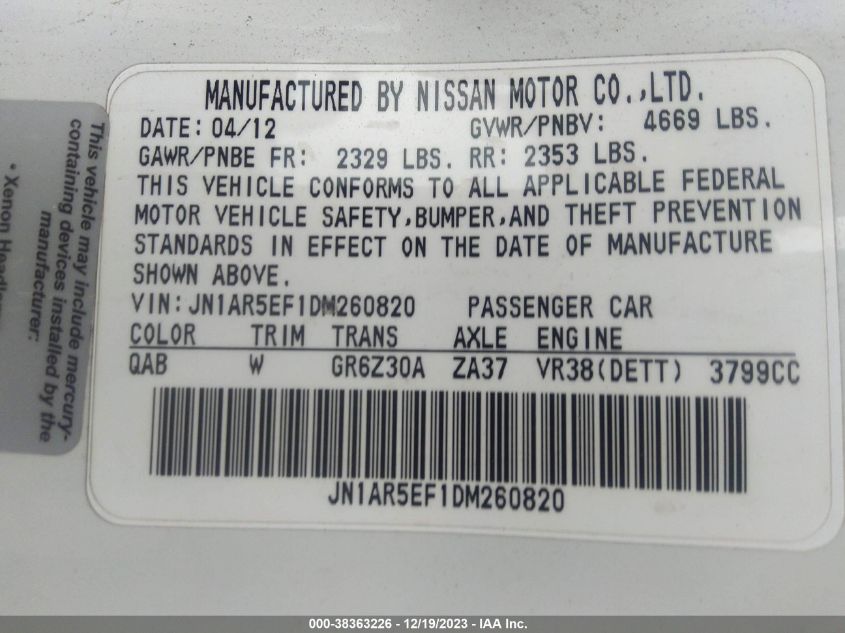 MANUFACTURED BY NISSAN MOTOR CO.,LTD.
DATE: 04/12 GVWR/PNBV: 4669 LBS.
GAWR/PNBE FR: 2329 LBS. RR: 2353 LBS.
THIS VEHICLE CONFORMS TO ALL APPLICABLE FEDERAL
MOTOR VEHICLE SAFETY,BUMPER,AND THEFT PREVENTION
STANDARDS IN EFFECT ON THE DATE OF MANUFACTURE
SHOWN ABOVE.
VIN: JN1AR5EF1DM260820 PASSENGER CAR
COLOR TRIM TRANS AXLE ENGINE
QAB W GR6Z30A ZA37 VR38(DETT) 3799CC
JN1AR5EF1DM260820
This vehicle may include mercury-
containing devices installed by the
manufacturer:
• Xenon
000-38363226 - 12/19/2023 - IAA Inc.